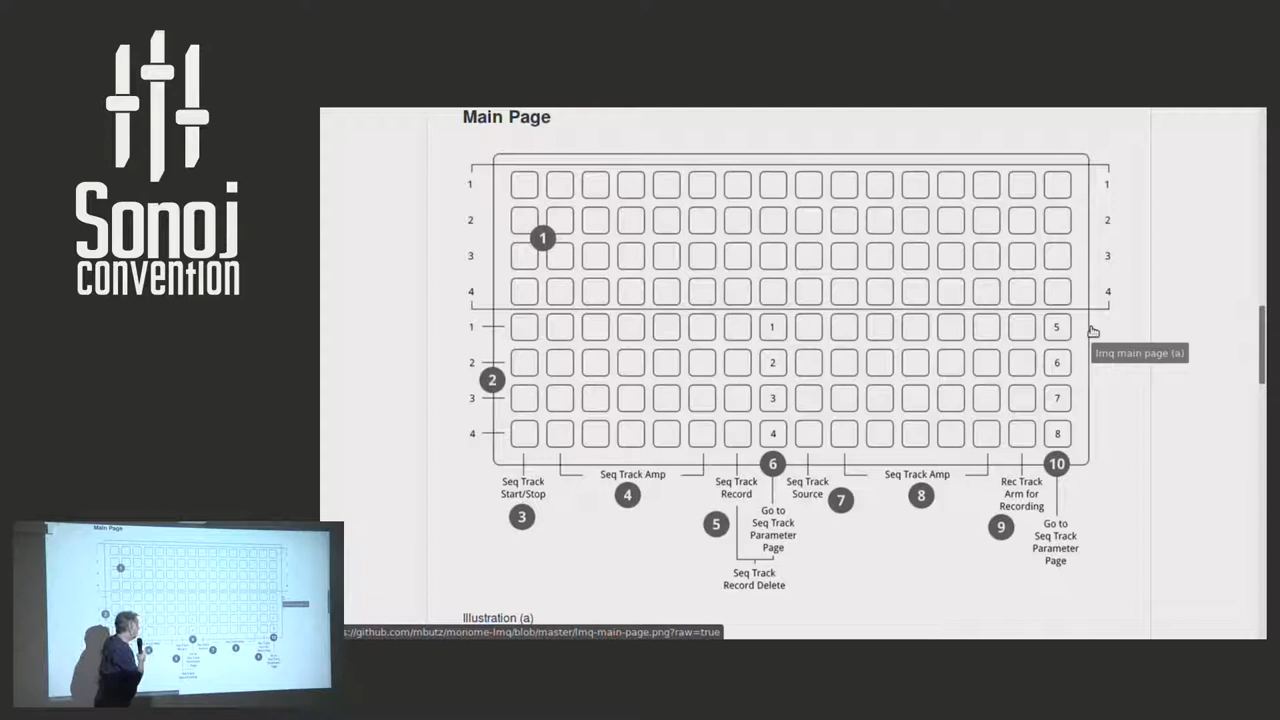 Sonoj
convention
Main Page
1 1
2 2
1
3 3
4 4
1 1 5
lmq main page (a)
2 2 6
2
3 3 7
4 4 8
6 10
Seq Track Amp
Seq Track Amp
Seq Track
Start/Stop
3
4
Seq Track
Record
5
Go to
Seq Track
Parameter
Page
Seq Track
Source
7
8
Rec Track
Arm for
Recording
9
Go to
Seq Track
Parameter
Page
Seq Track
Record Delete
Illustration (a)
s://github.com/mbutz/monome-lmq/blob/master/lmq-main-page.png?raw=true
Main Page